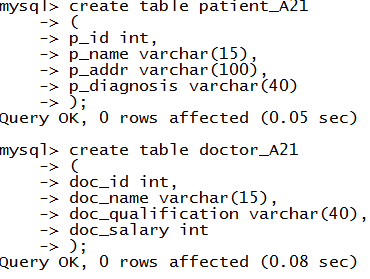 mysql> create table patient_A21
    -> (
    -> p_id int,
    -> p_name varchar(15),
    -> p_addr varchar(100),
    -> p_diagnosis varchar(40)
    -> );
Query OK, 0 rows affected (0.05 sec)

mysql> create table doctor_A21
    -> (
    -> doc_id int,
    -> doc_name varchar(15),
    -> doc_qualification varchar(40),
    -> doc_salary int
    -> );
Query OK, 0 rows affected (0.08 sec)